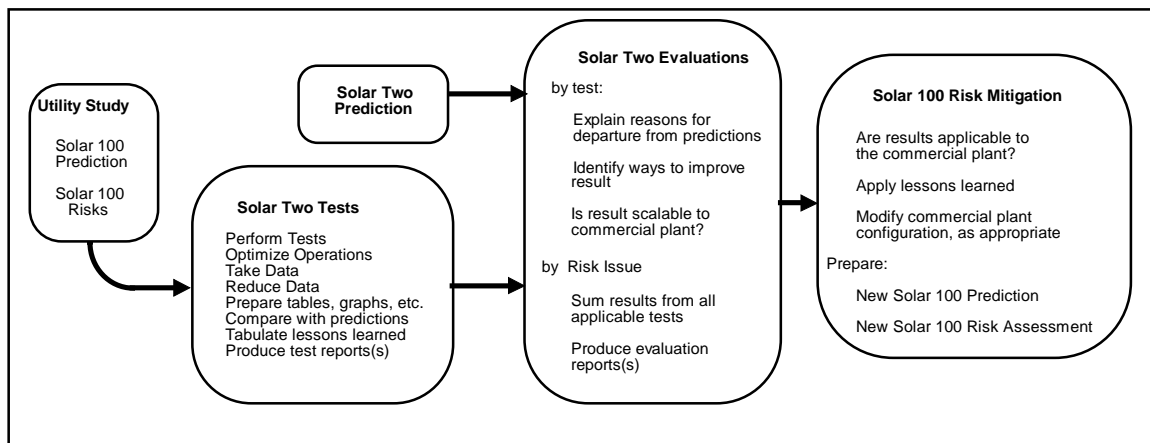 Utility Study
Solar 100
Prediction
Solar 100
Risks
Solar Two Tests
Perform Tests
Optimize Operations
Take Data
Reduce Data
Prepare tables, graphs, etc.
Compare with predictions
Tabulate lessons learned
Produce test reports(s)
Solar Two
Prediction
Solar Two Evaluations
by test:
Explain reasons for
departure from predictions
Identify ways to improve
result
Is result scalable to
commercial plant?
by Risk Issue
Sum results from all
applicable tests
Produce evaluation
reports(s)
Solar 100 Risk Mitigation
Are results applicable to
the commercial plant?
Apply lessons learned
Modify commercial plant
configuration, as appropriate
Prepare:
New Solar 100 Prediction
New Solar 100 Risk Assessment